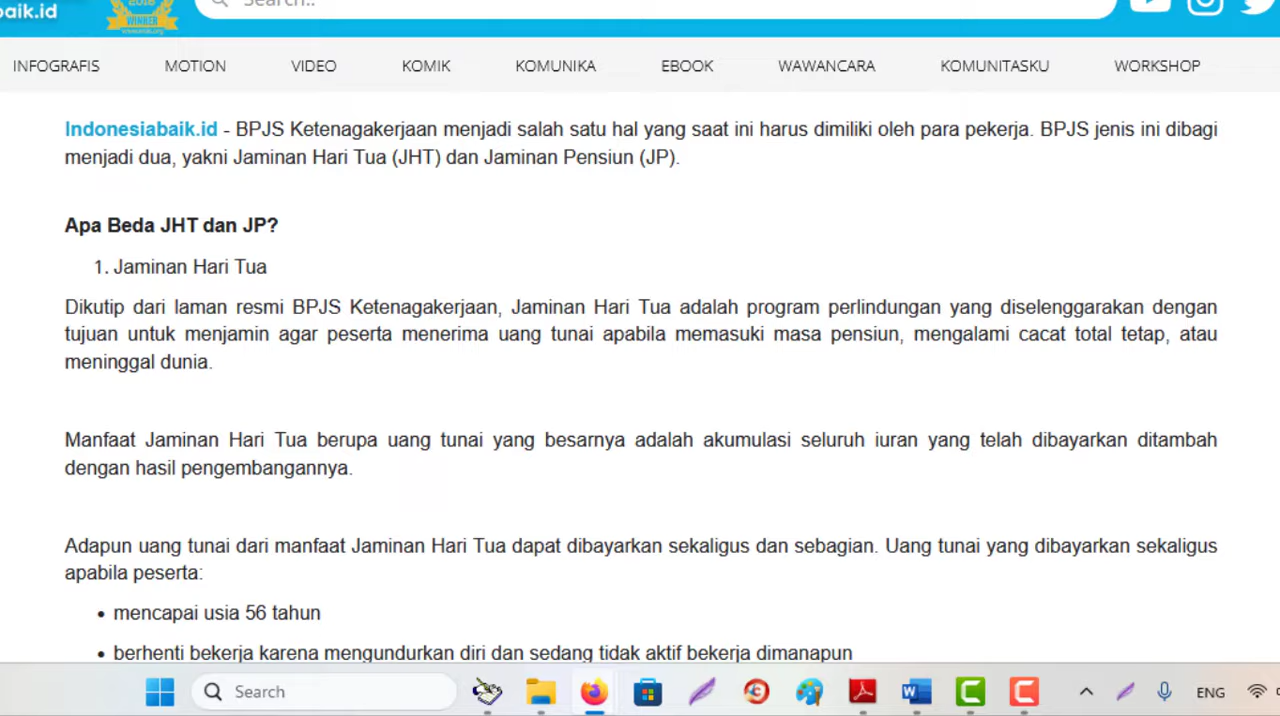 aik.id
2018
WINNER
Search..
INFOGRAFIS MOTION VIDEO KOMIK KOMUNIKA EBOOK WAWANCARA KOMUNITASKU WORKSHOP
Indonesiabaik.id - BPJS Ketenagakerjaan menjadi salah satu hal yang saat ini harus dimiliki oleh para pekerja. BPJS jenis ini dibagi
menjadi dua, yakni Jaminan Hari Tua (JHT) dan Jaminan Pensiun (JP).
Apa Beda JHT dan JP?
1. Jaminan Hari Tua
Dikutip dari laman resmi BPJS Ketenagakerjaan, Jaminan Hari Tua adalah program perlindungan yang diselenggarakan dengan
tujuan untuk menjamin agar peserta menerima uang tunai apabila memasuki masa pensiun, mengalami cacat total tetap, atau
meninggal dunia.
Manfaat Jaminan Hari Tua berupa uang tunai yang besarnya adalah akumulasi seluruh iuran yang telah dibayarkan ditambah
dengan hasil pengembangannya.
Adapun uang tunai dari manfaat Jaminan Hari Tua dapat dibayarkan sekaligus dan sebagian. Uang tunai yang dibayarkan sekaligus
apabila peserta:
• mencapai usia 56 tahun
• berhenti bekerja karena mengundurkan diri dan sedang tidak aktif bekerja dimanapun
Search ENG